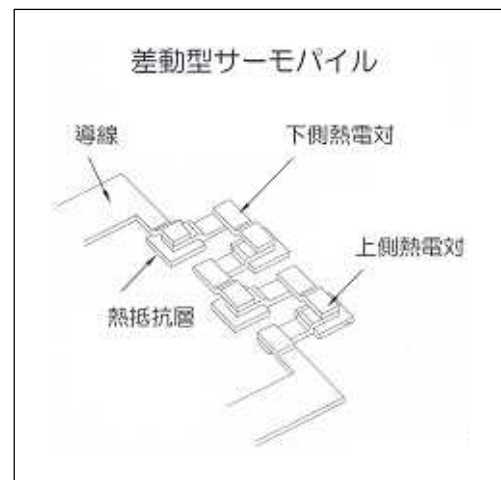 差動型サーモパイル
導線
下側熱電対
上側熱電対
熱抵抗層